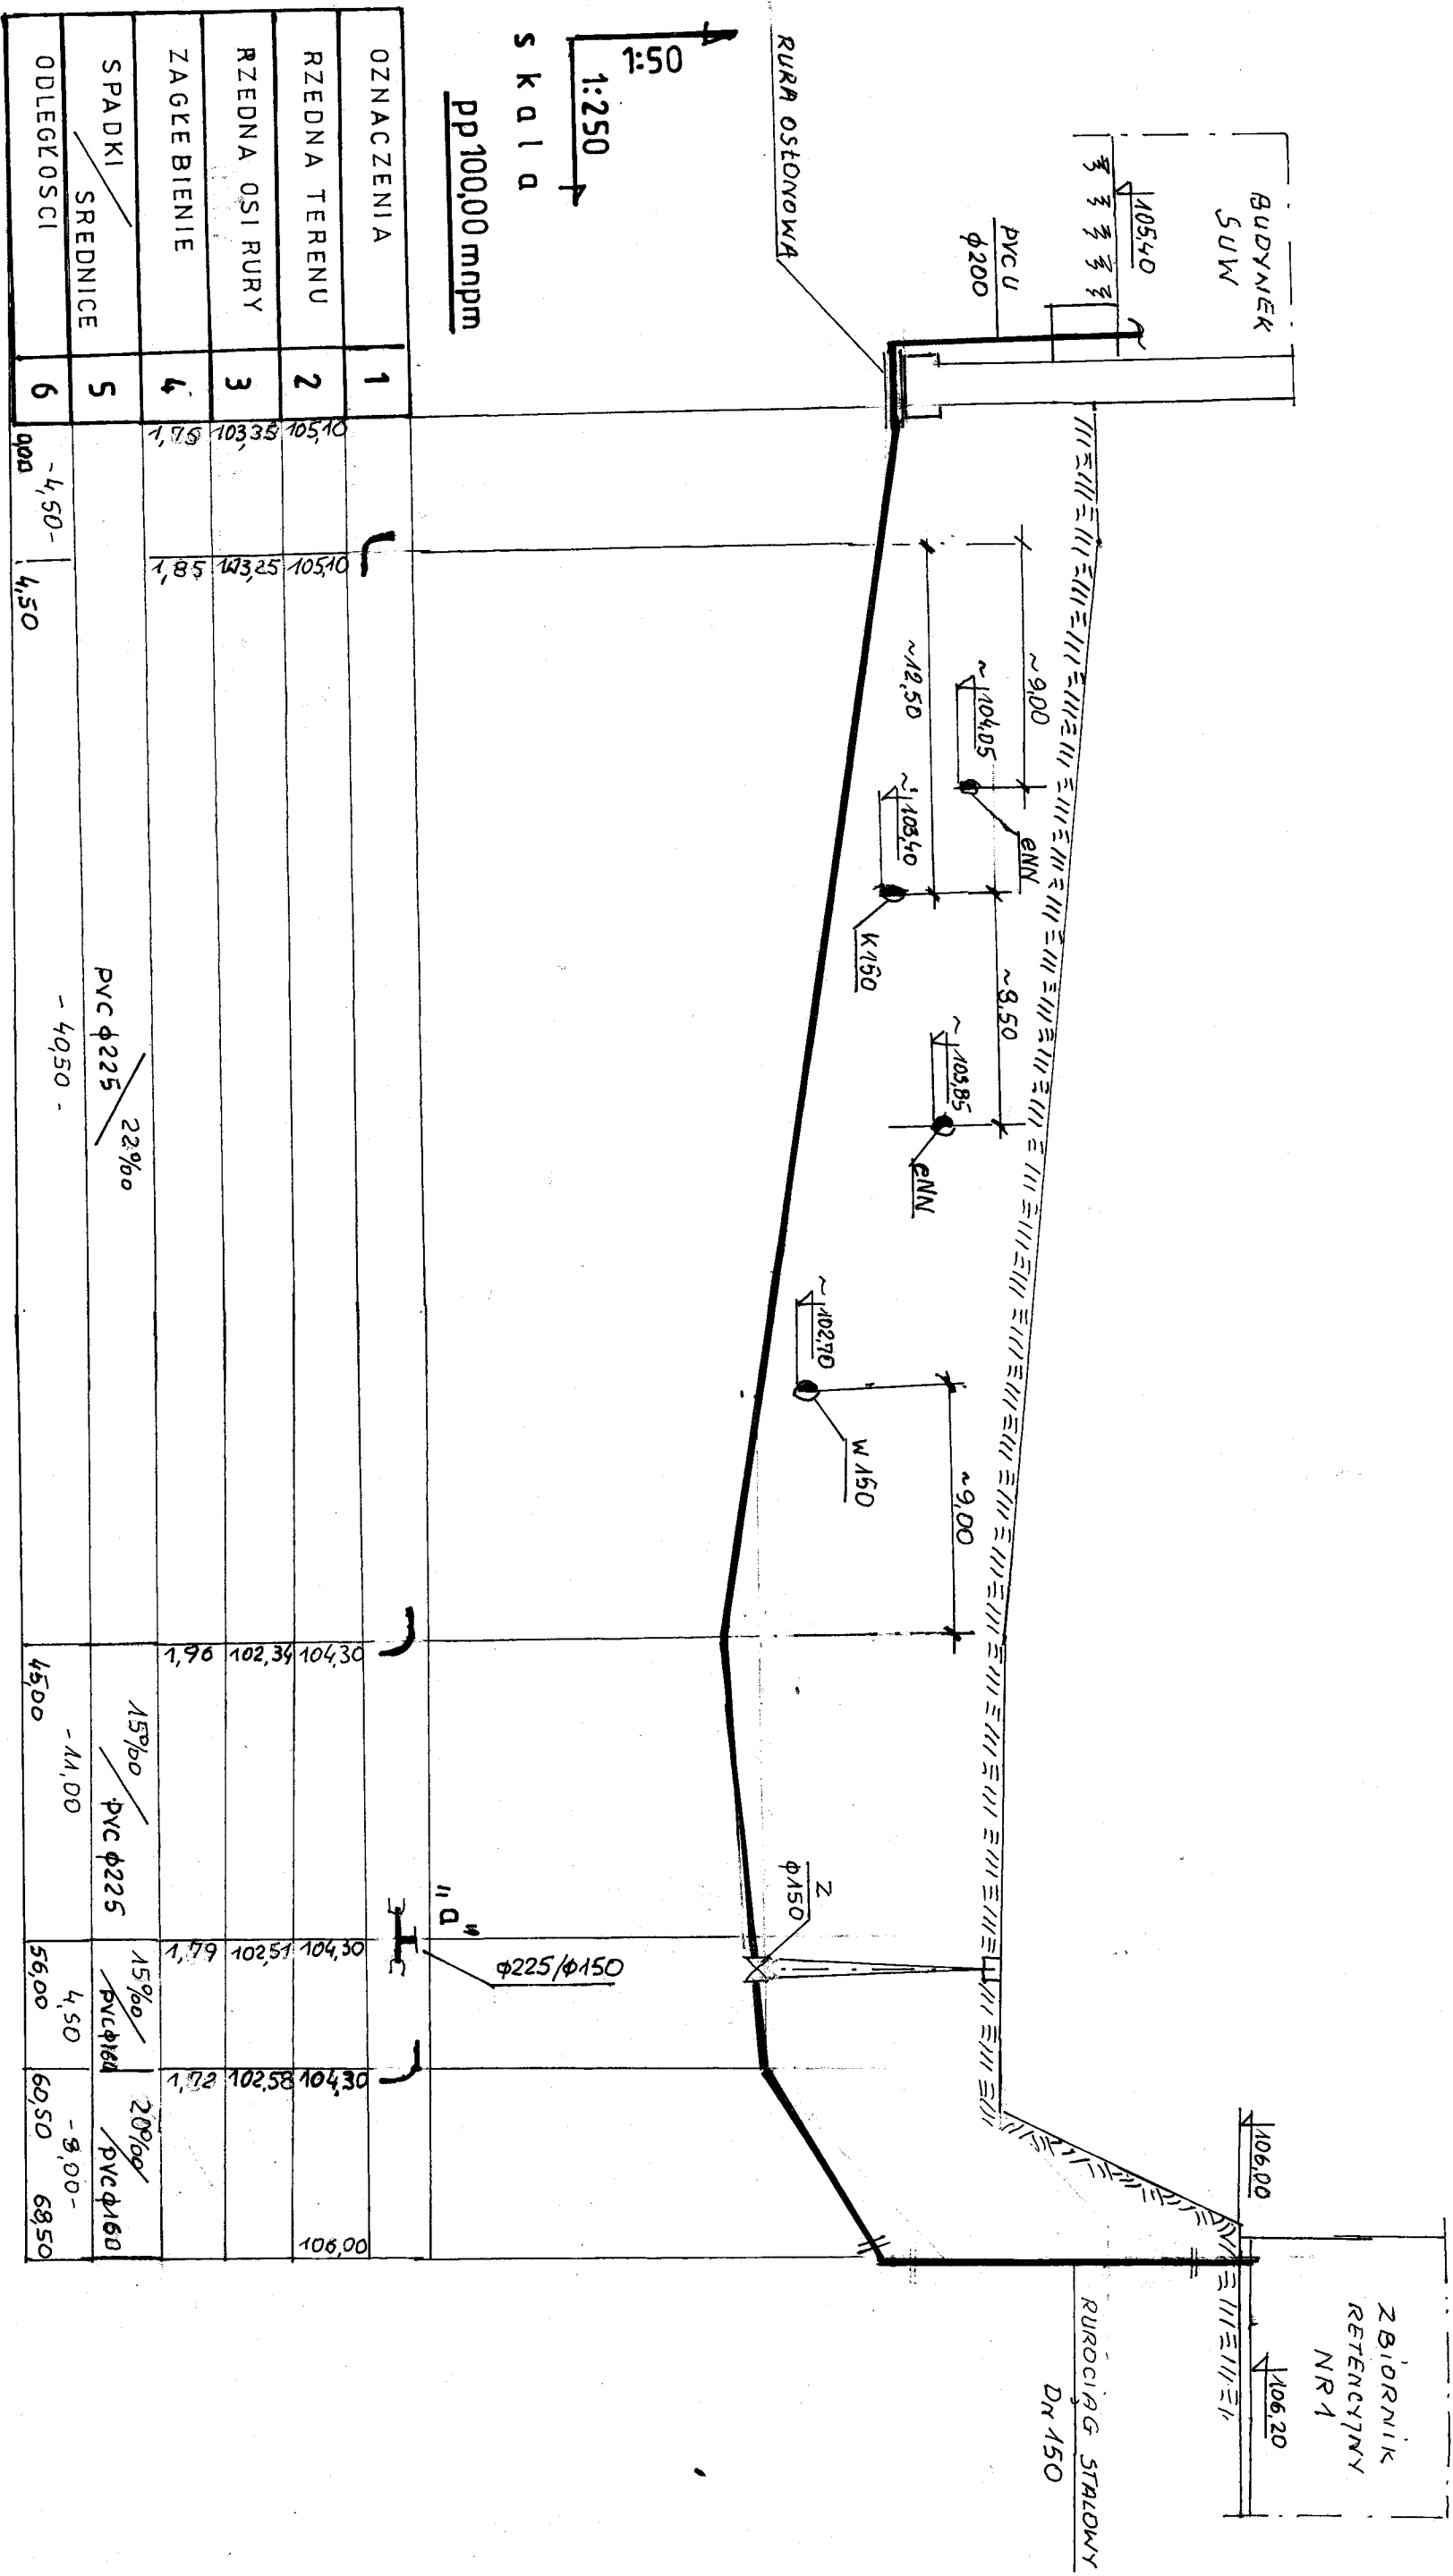 BUDYNEK
SUW
105,40
PVC U
φ200
RURA OSŁONOWA
1:50
1:250
skala
pp 100,00 mnpm
~9,00
~104,05
eNN
~12,50
~103,40
K150
~8,50
~103,85
eNN
~102,70
W 150
~9,00
Z
φ150
106,00
ZBIORNIK
RETENCYJNY
NR 1
106,20
RUROCIĄG STALOWY
Dn 150
"a"
φ225/φ150
OZNACZENIA 1
RZEDNA TERENU 2 105,10 105,10 104,30 104,30 104,30 106,00
RZEDNA OSI RURY 3 103,35 103,25 102,34 102,51 102,58
ZAGŁEBIENIE 4 1,75 1,85 1,96 1,79 1,72
SPADKI / SREDNICE 5 PVC φ225 / 22‰ 15‰ / PVC φ225 15‰ / PVC φ160 20‰ / PVC φ160
ODLEGŁOSCI 6 -4,50- -40,50- -11,00 4,50 -8,00-
0,00 4,50 45,00 56,00 60,50 68,50